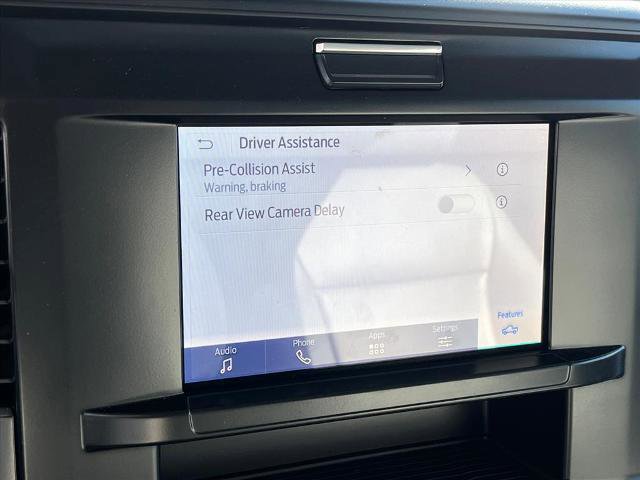 Driver Assistance
Pre-Collision Assist
Warning, braking
Rear View Camera Delay
Audio
Phone
Apps
Settings
Features